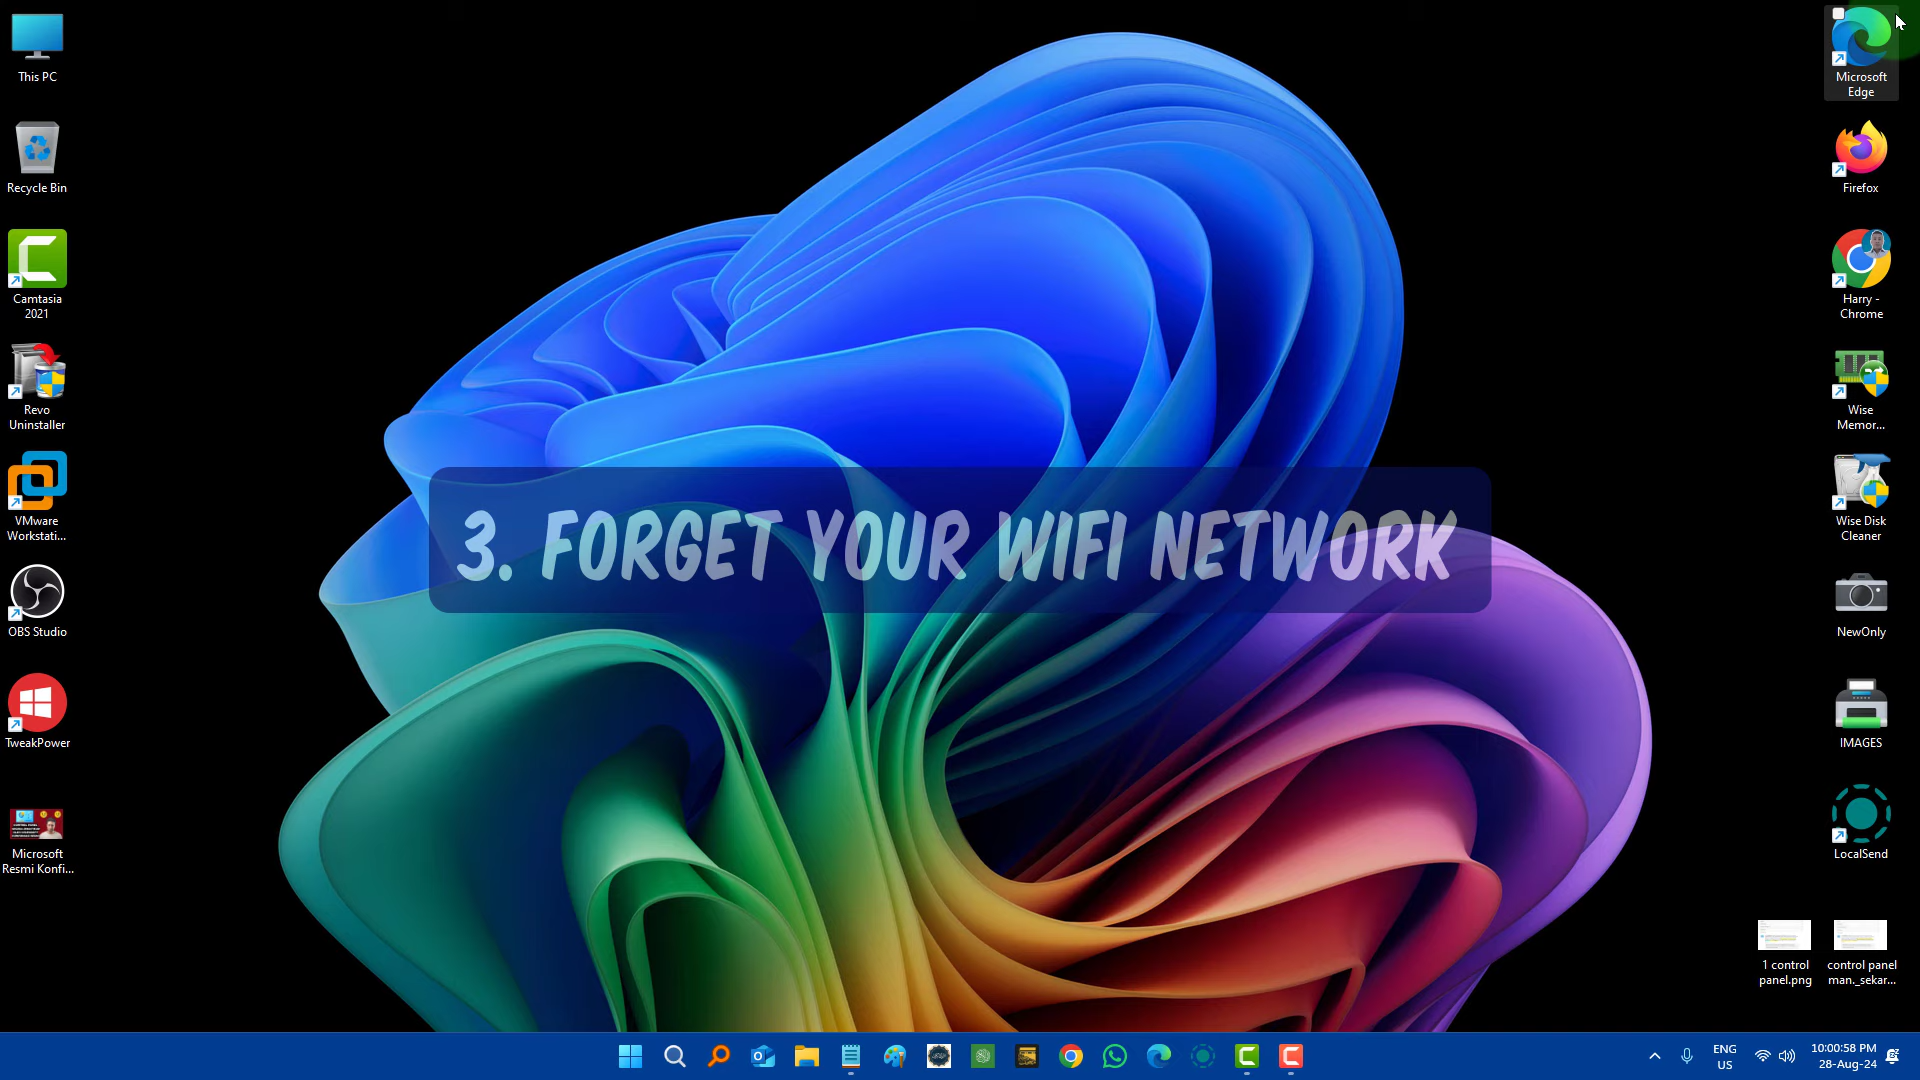 This PC
Recycle Bin
Camtasia
2021
Revo
Uninstaller
VMware
Workstati...
OBS Studio
TweakPower
Microsoft
Resmi Konfi...
3. FORGET YOUR WIFI NETWORK
Microsoft
Edge
Firefox
Harry -
Chrome
Wise
Memor...
Wise Disk
Cleaner
NewOnly
IMAGES
LocalSend
1 control
panel.png
control panel
man._sekar...
ENG
US
10:00:58 PM
28-Aug-24